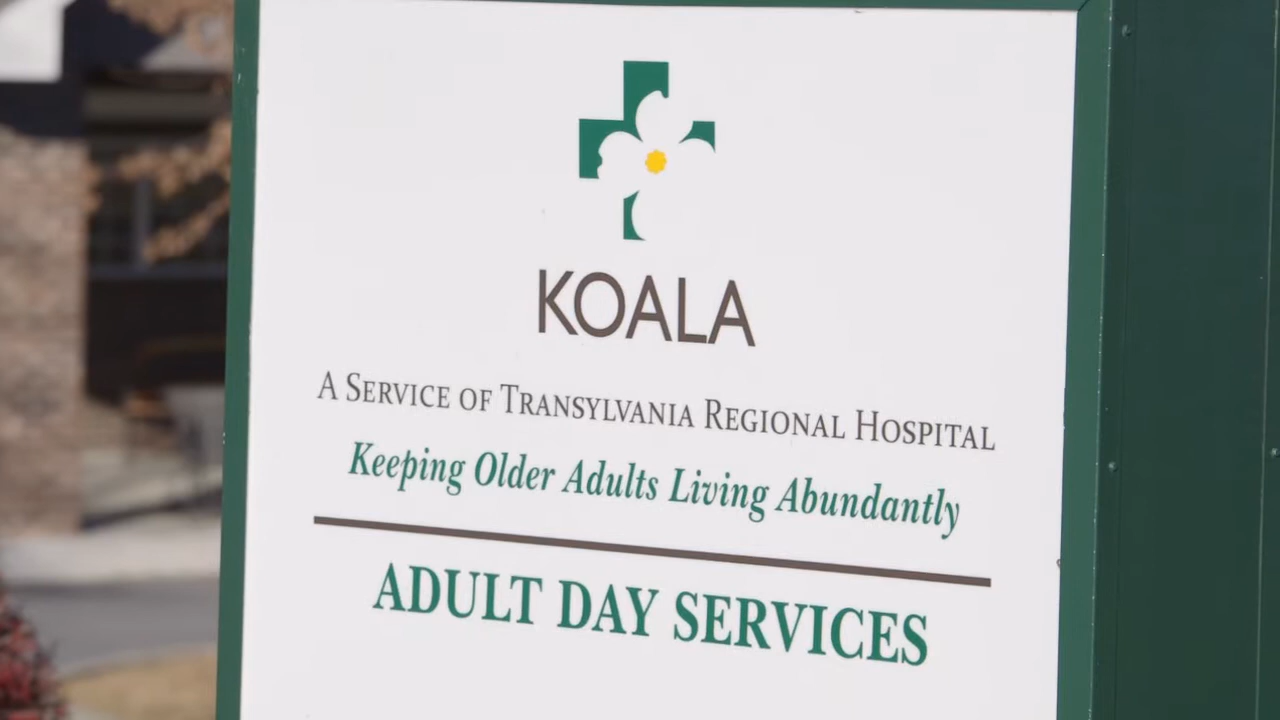 KOALA
A SERVICE OF TRANSYLVANIA REGIONAL HOSPITAL
Keeping Older Adults Living Abundantly
ADULT DAY SERVICES